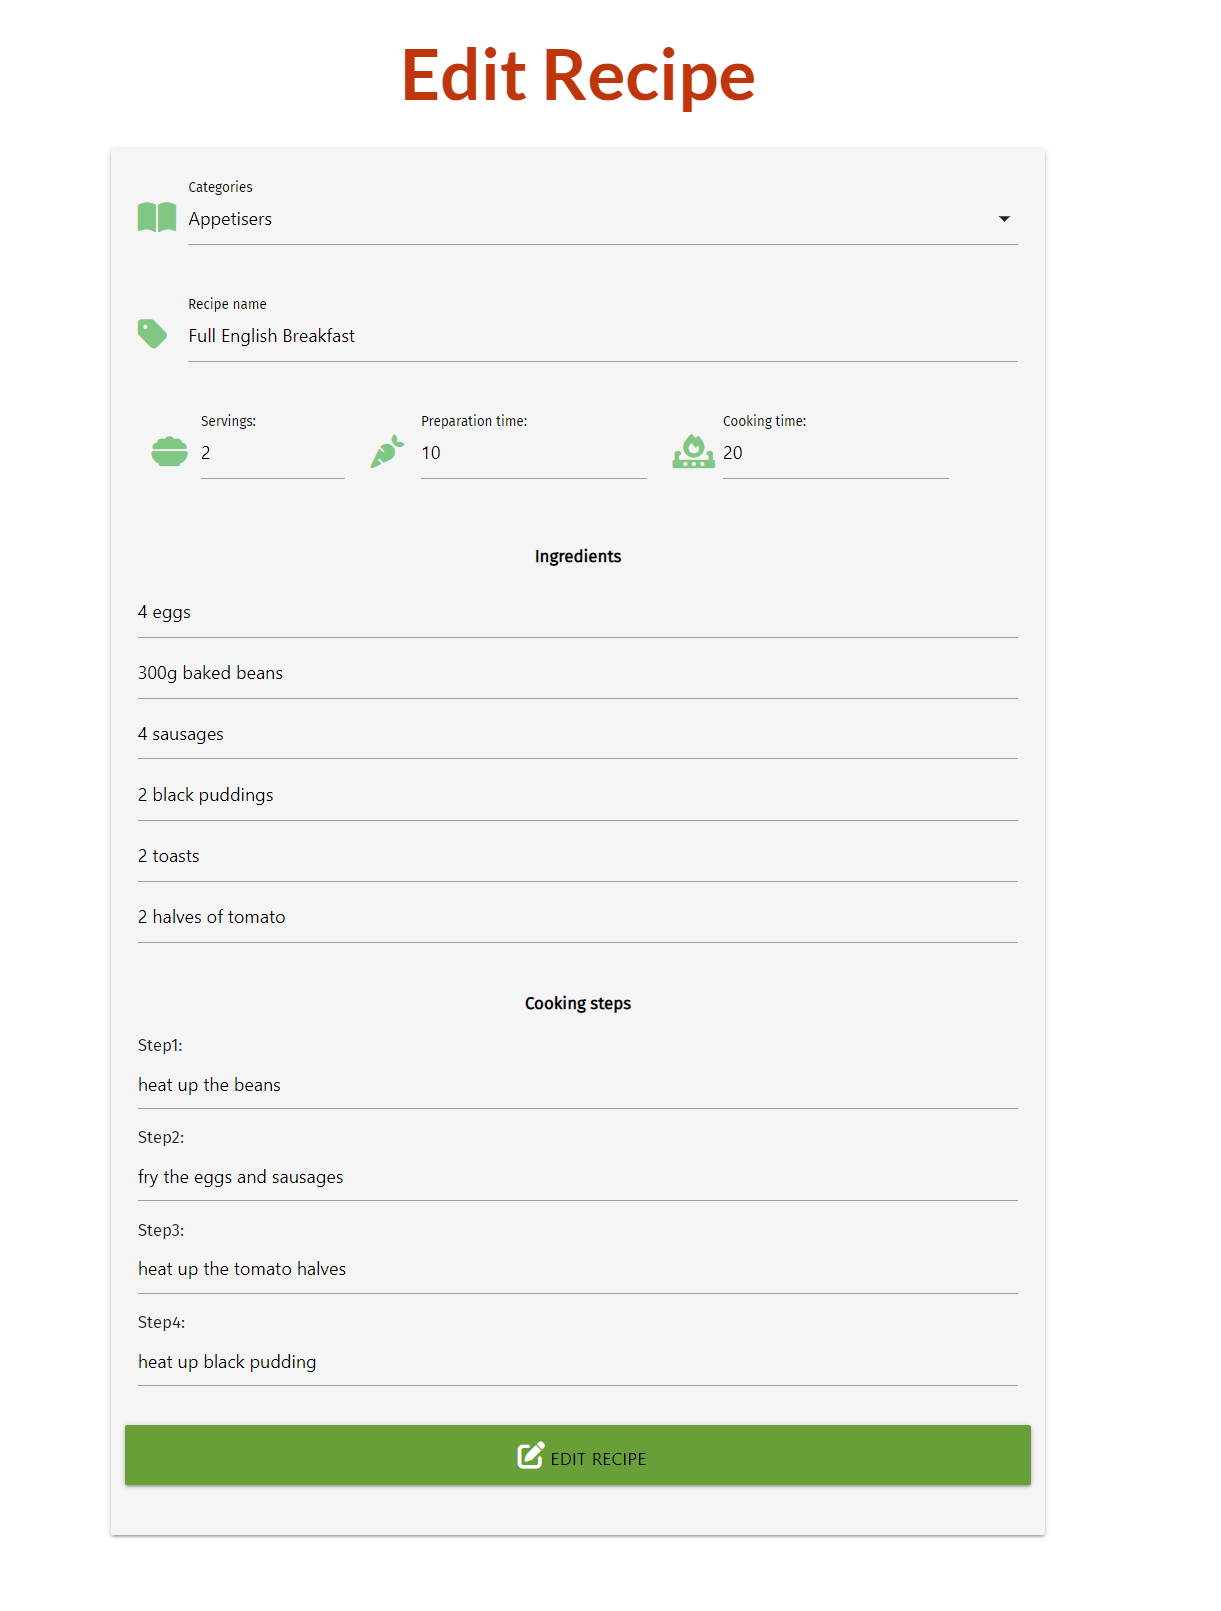 Edit Recipe
Categories
Appetisers
Recipe name
Full English Breakfast
Servings: Preparation time: Cooking time:
2 10 20
Ingredients
4 eggs
300g baked beans
4 sausages
2 black puddings
2 toasts
2 halves of tomato
Cooking steps
Step1:
heat up the beans
Step2:
fry the eggs and sausages
Step3:
heat up the tomato halves
Step4:
heat up black pudding
EDIT RECIPE